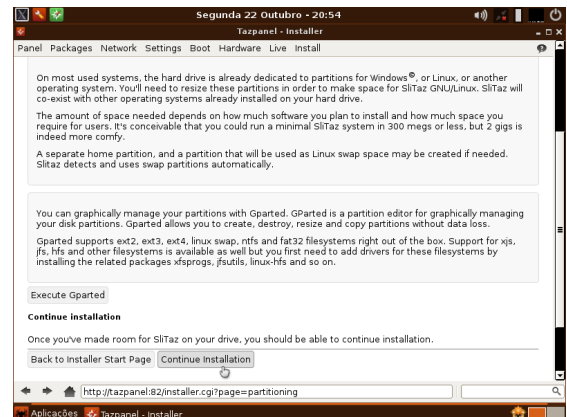 Segunda 22 Outubro - 20:54
Tazpanel - Installer
Panel Packages Network Settings Boot Hardware Live Install
On most used systems, the hard drive is already dedicated to partitions for Windows®, or Linux, or another
operating system. You'll need to resize these partitions in order to make space for SliTaz GNU/Linux. SliTaz will
co-exist with other operating systems already installed on your hard drive.
The amount of space needed depends on how much software you plan to install and how much space you
require for users. It's conceivable that you could run a minimal SliTaz system in 300 megs or less, but 2 gigs is
indeed more comfy.
A separate home partition, and a partition that will be used as Linux swap space may be created if needed.
Slitaz detects and uses swap partitions automatically.
You can graphically manage your partitions with Gparted. GParted is a partition editor for graphically managing
your disk partitions. Gparted allows you to create, destroy, resize and copy partitions without data loss.
Gparted supports ext2, ext3, ext4, linux swap, ntfs and fat32 filesystems right out of the box. Support for xjs,
jfs, hfs and other filesystems is available as well but you first need to add drivers for these filesystems by
installing the related packages xfsprogs, jfsutils, linux-hfs and so on.
Execute Gparted
Continue installation
Once you've made room for SliTaz on your drive, you should be able to continue installation.
Back to Installer Start Page Continue Installation
http://tazpanel:82/installer.cgi?page=partitioning
Aplicações Tazpanel - Installer